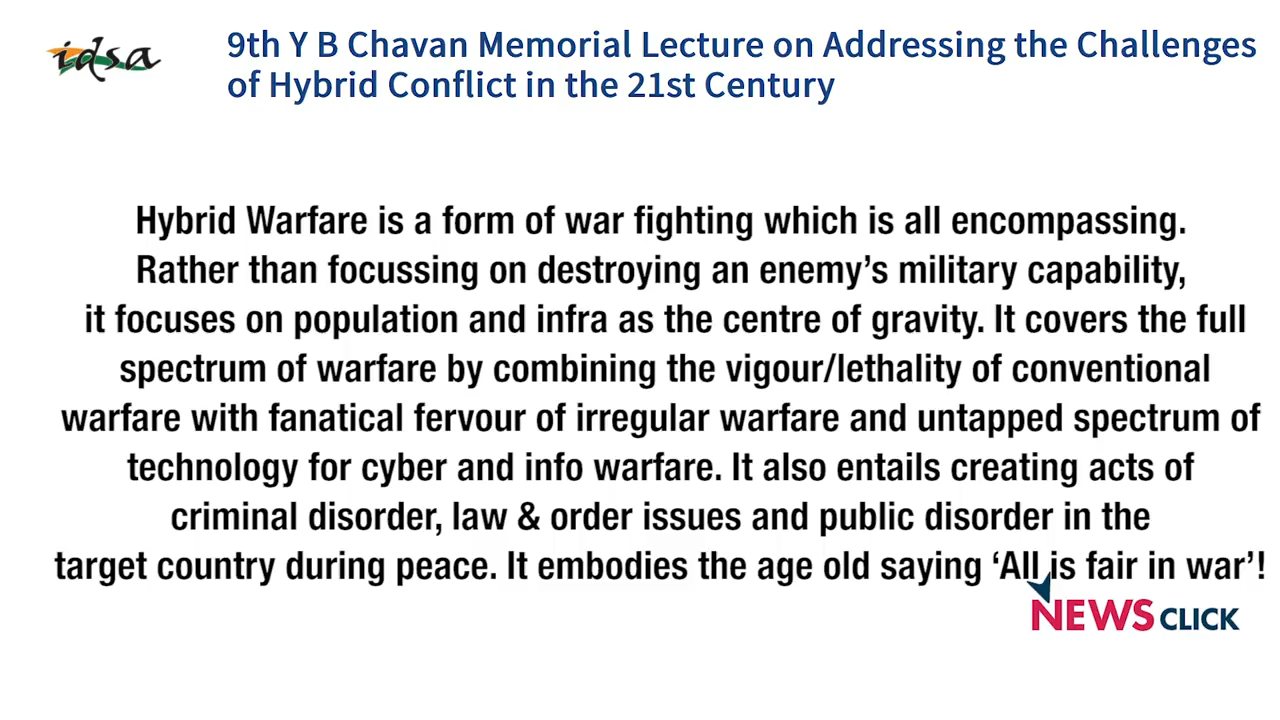 idsa
9th Y B Chavan Memorial Lecture on Addressing the Challenges
of Hybrid Conflict in the 21st Century
Hybrid Warfare is a form of war fighting which is all encompassing.
Rather than focussing on destroying an enemy’s military capability,
it focuses on population and infra as the centre of gravity. It covers the full
spectrum of warfare by combining the vigour/lethality of conventional
warfare with fanatical fervour of irregular warfare and untapped spectrum of
technology for cyber and info warfare. It also entails creating acts of
criminal disorder, law & order issues and public disorder in the
target country during peace. It embodies the age old saying ‘All is fair in war’!
NEWSCLICK